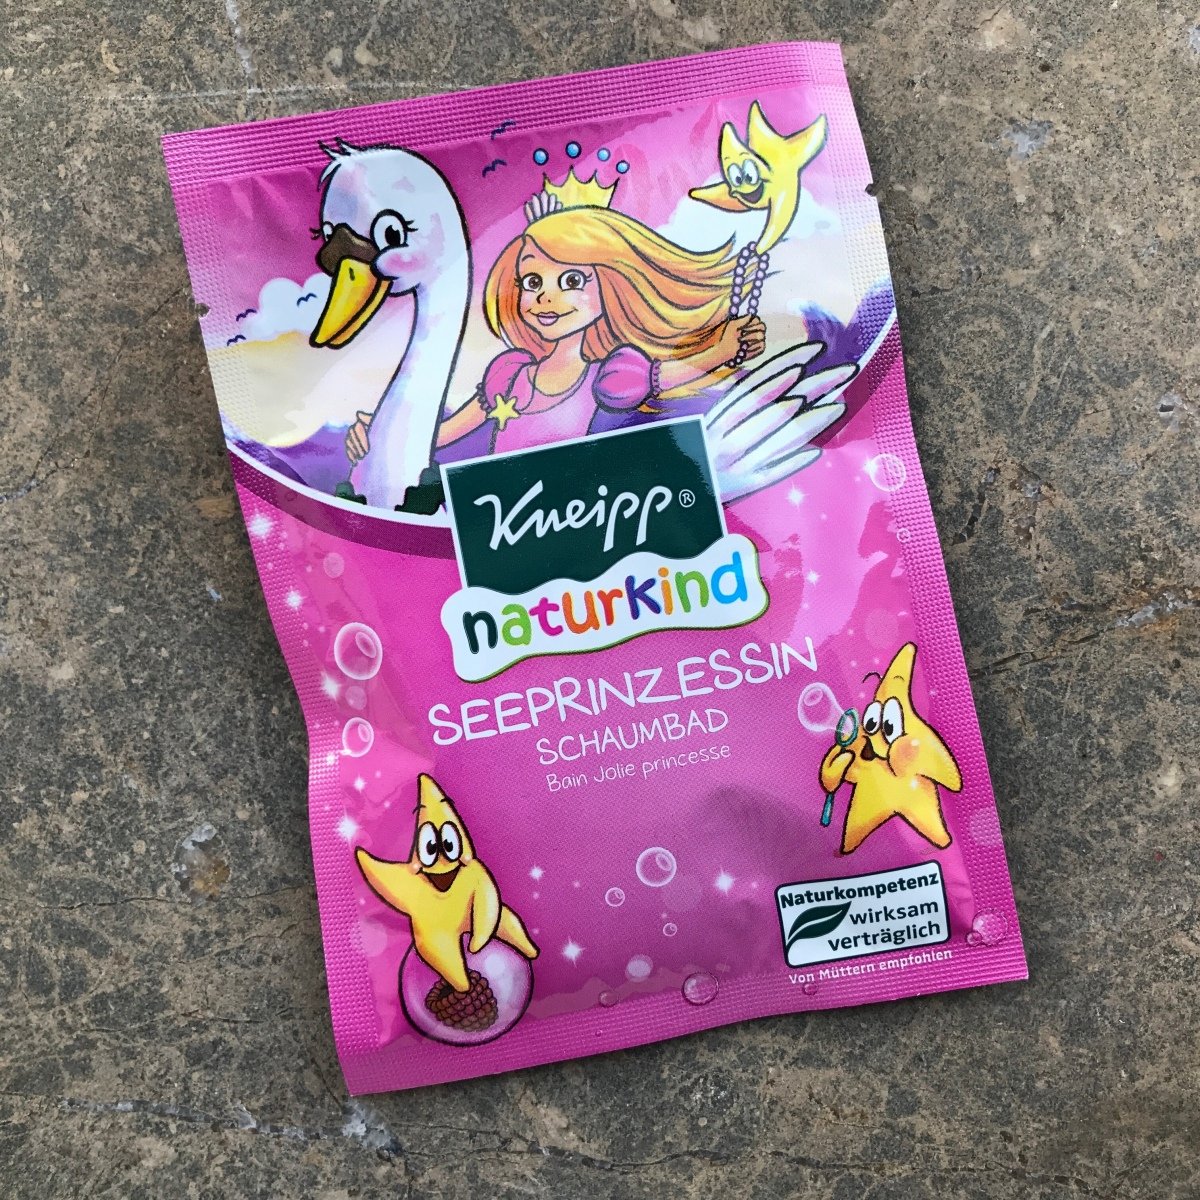 Kneipp®
naturkind
SEEPRINZESSIN
SCHAUMBAD
Bain Jolie princesse
Naturkompetenz
wirksam
verträglich
Von Müttern empfohlen